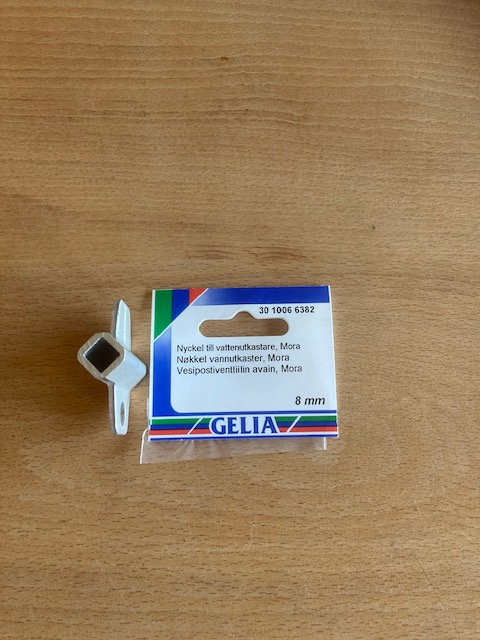 30 1006 6382
Nyckel till vattenutkastare, Mora
Nøkkel vannutkaster, Mora
Vesipostiventtiilin avain, Mora
8 mm
GELIA